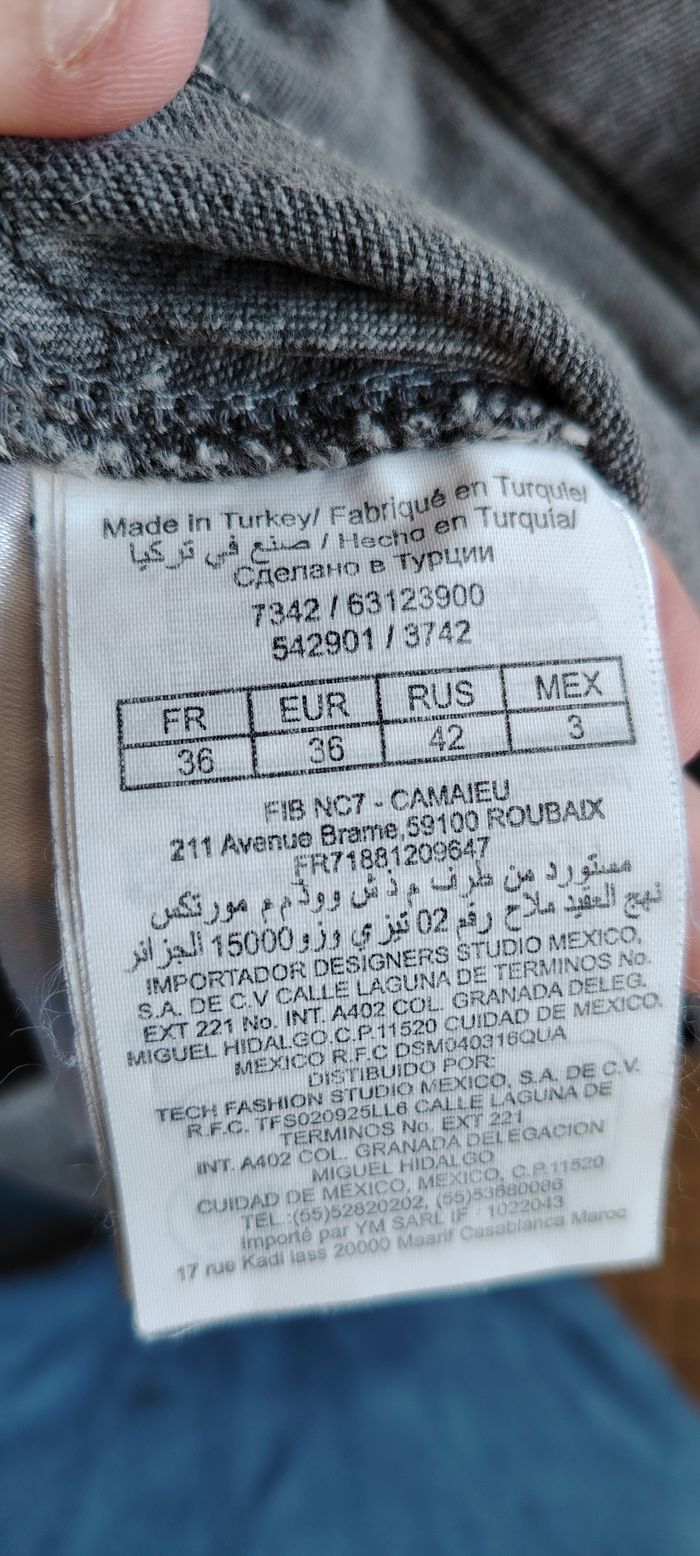 Made in Turkey/ Fabriqué en Turquie/
صنع في تركيا / Hecho en Turquía/
Сделано в Турции
7342 / 63123900
542901 / 3742
FR EUR RUS MEX
36 36 42 3
FIB NC7 - CAMAIEU
211 Avenue Brame,59100 ROUBAIX
FR71881209647
مستورد من طرف م ذ ش وو ذ م م مورتكس
نهج العقيد ملاح رقم 02 تيزي وزو 15000 الجزائر
IMPORTADOR DESIGNERS STUDIO MEXICO,
S.A. DE C.V CALLE LAGUNA DE TERMINOS No.
EXT 221 No. INT. A402 COL. GRANADA DELEG.
MIGUEL HIDALGO.C.P.11520 CUIDAD DE MEXICO.
MEXICO R.F.C DSM040316QUA
DISTIBUIDO POR:
TECH FASHION STUDIO MEXICO, S.A. DE C.V.
R.F.C. TFS020925LL6 CALLE LAGUNA DE
TERMINOS No. EXT 221
INT. A402 COL. GRANADA DELEGACION
MIGUEL HIDALGO
CUIDAD DE MEXICO, MEXICO, C.P.11520
TEL.:(55)52820202, (55)53680086
Importé par YM SARL IF : 1022043
17 rue Kadi Iass 20000 Maarif Casablanca Maroc